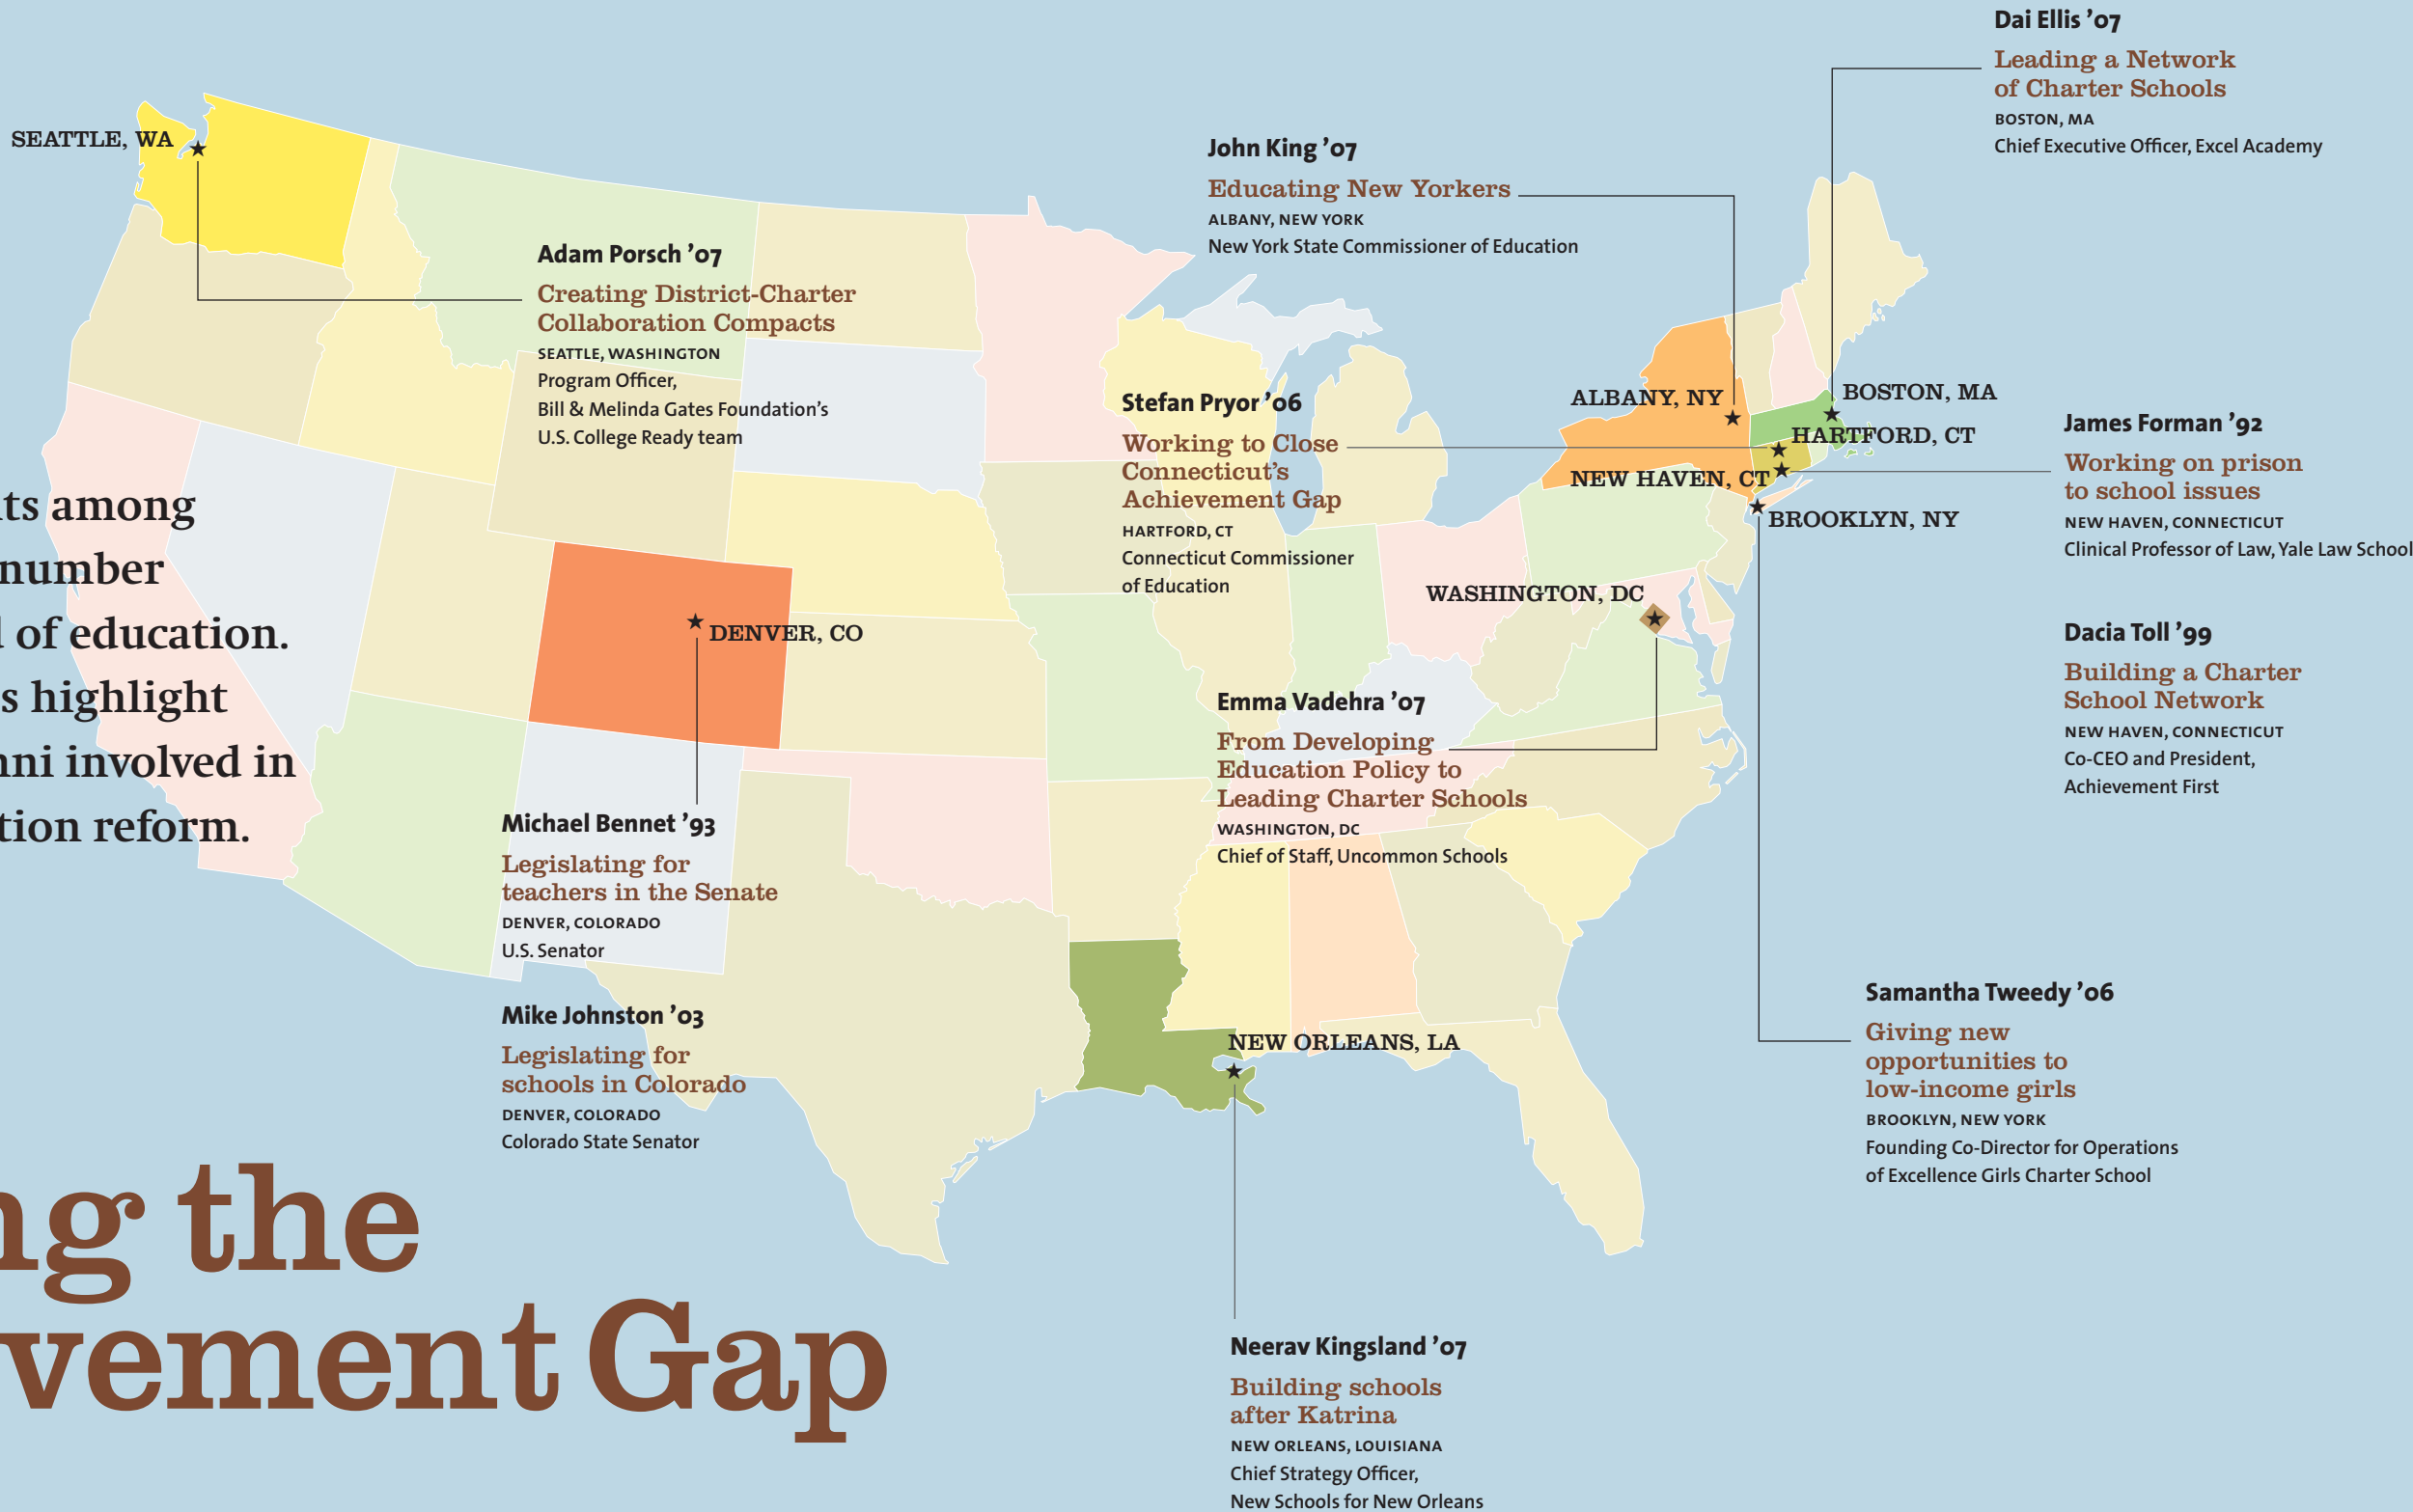 Dai Ellis ’07
Leading a Network
of Charter Schools
BOSTON, MA
Chief Executive Officer, Excel Academy
SEATTLE, WA
John King ’07
Educating New Yorkers
ALBANY, NEW YORK
New York State Commissioner of Education
Adam Porsch ’07
Creating District-Charter
Collaboration Compacts
SEATTLE, WASHINGTON
Program Officer,
Bill & Melinda Gates Foundation’s
U.S. College Ready team
Stefan Pryor ’06
Working to Close
Connecticut’s
Achievement Gap
HARTFORD, CT
Connecticut Commissioner
of Education
ALBANY, NY
BOSTON, MA
HARTFORD, CT
NEW HAVEN, CT
BROOKLYN, NY
James Forman ’92
Working on prison
to school issues
NEW HAVEN, CONNECTICUT
Clinical Professor of Law, Yale Law School
Dacia Toll ’99
Building a Charter
School Network
NEW HAVEN, CONNECTICUT
Co-CEO and President,
Achievement First
among
number
of education.
highlight
involved in
reform.
DENVER, CO
WASHINGTON, DC
Emma Vadehra ’07
From Developing
Education Policy to
Leading Charter Schools
WASHINGTON, DC
Chief of Staff, Uncommon Schools
Michael Bennet ’93
Legislating for
teachers in the Senate
DENVER, COLORADO
U.S. Senator
Mike Johnston ’03
Legislating for
schools in Colorado
DENVER, COLORADO
Colorado State Senator
NEW ORLEANS, LA
Samantha Tweedy ’06
Giving new
opportunities to
low-income girls
BROOKLYN, NEW YORK
Founding Co-Director for Operations
of Excellence Girls Charter School
the
Gap
Neerav Kingsland ’07
Building schools
after Katrina
NEW ORLEANS, LOUISIANA
Chief Strategy Officer,
New Schools for New Orleans